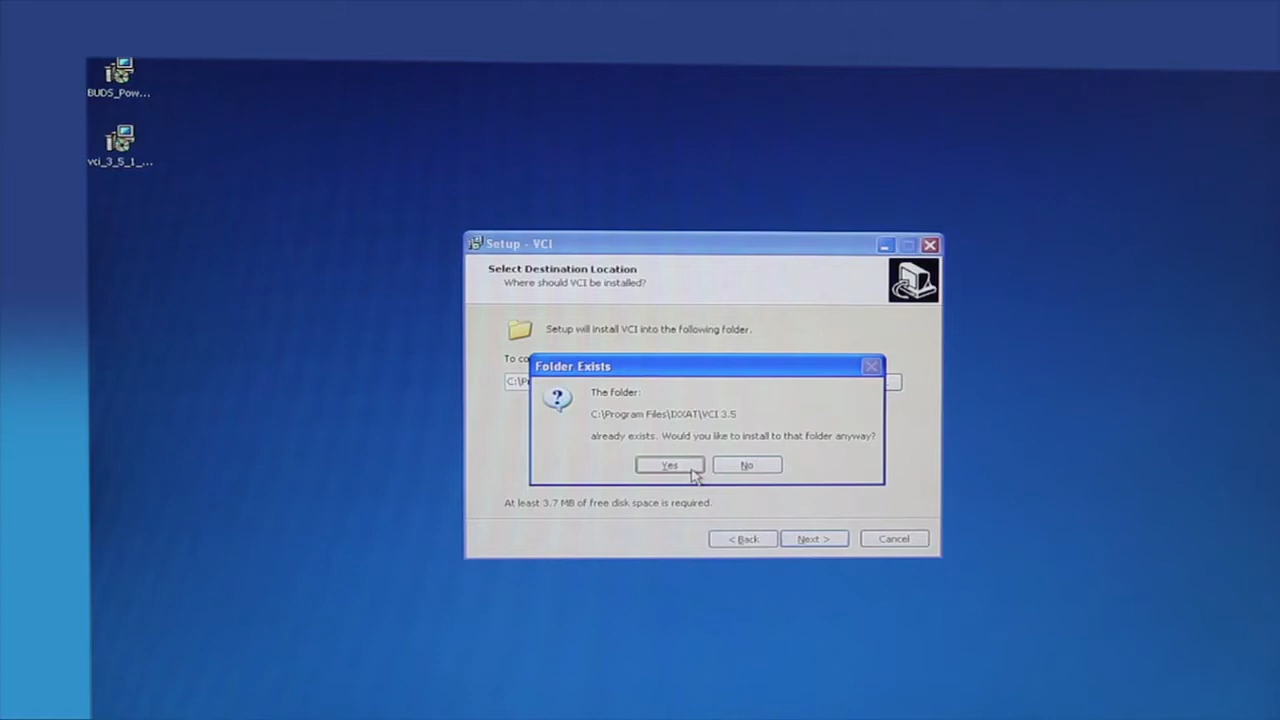 BUDS_Pow...
vci_3_5_1_...
Setup - VCI
Select Destination Location
Where should VCI be installed?
Setup will install VCI into the following folder.
To co
C:\Pr
Folder Exists
The folder:
C:\Program Files\IXXAT\VCI 3.5
already exists. Would you like to install to that folder anyway?
Yes
No
At least 3.7 MB of free disk space is required.
< Back
Next >
Cancel